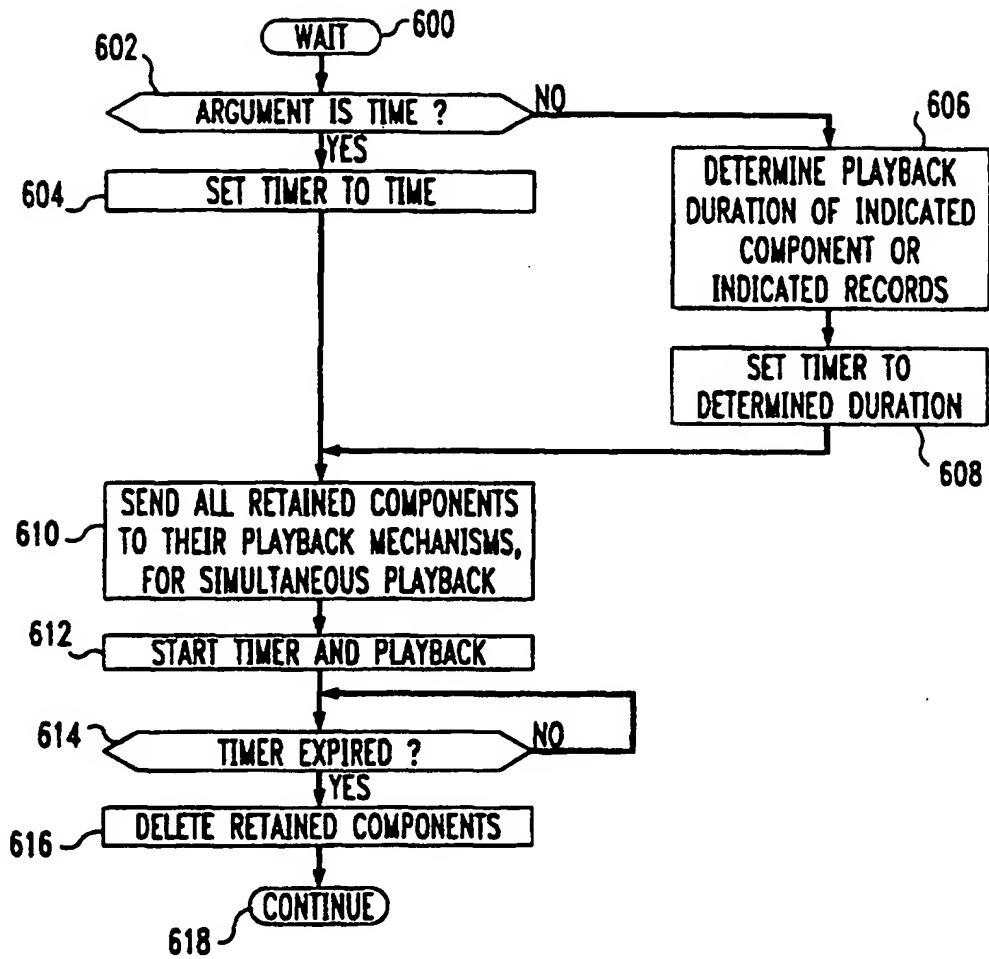 WAIT
600
602
ARGUMENT IS TIME ?
NO
YES
606
604
SET TIMER TO TIME
DETERMINE PLAYBACK
DURATION OF INDICATED
COMPONENT OR
INDICATED RECORDS
SET TIMER TO
DETERMINED DURATION
608
610
SEND ALL RETAINED COMPONENTS
TO THEIR PLAYBACK MECHANISMS,
FOR SIMULTANEOUS PLAYBACK
612
START TIMER AND PLAYBACK
614
TIMER EXPIRED ?
NO
YES
616
DELETE RETAINED COMPONENTS
CONTINUE
618